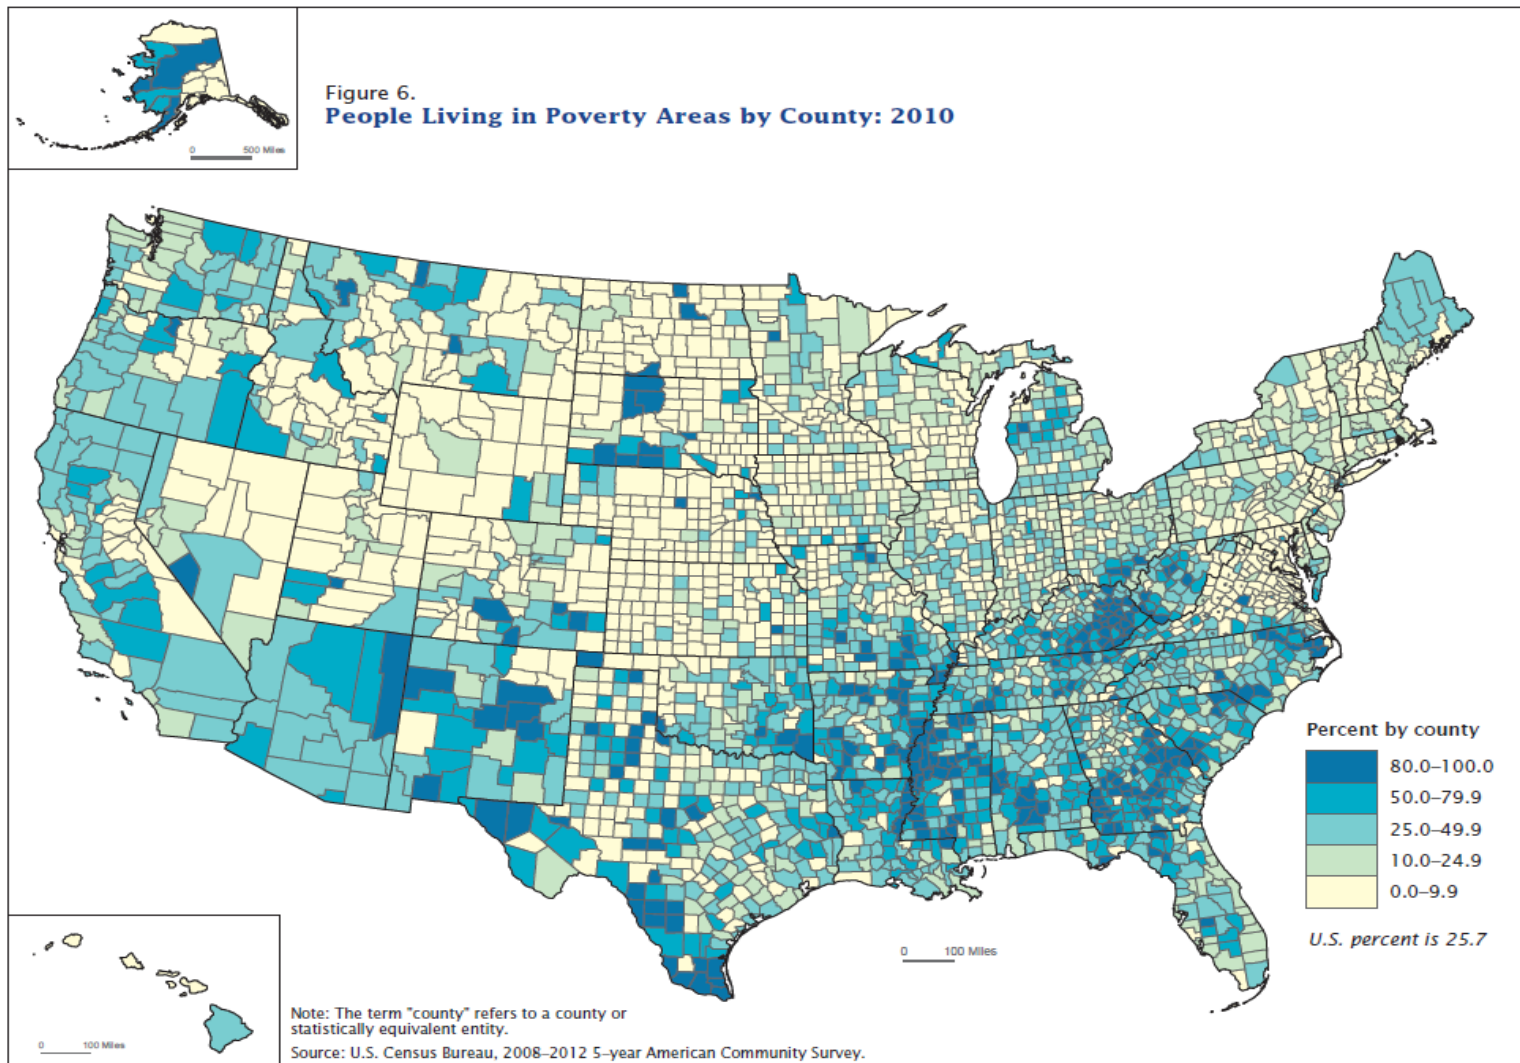 Figure 6.
People Living in Poverty Areas by County: 2010
0 500 Miles
Percent by county
80.0–100.0
50.0–79.9
25.0–49.9
10.0–24.9
0.0–9.9
U.S. percent is 25.7
0 100 Miles
0 100 Miles
Note: The term "county" refers to a county or
statistically equivalent entity.
Source: U.S. Census Bureau, 2008–2012 5–year American Community Survey.